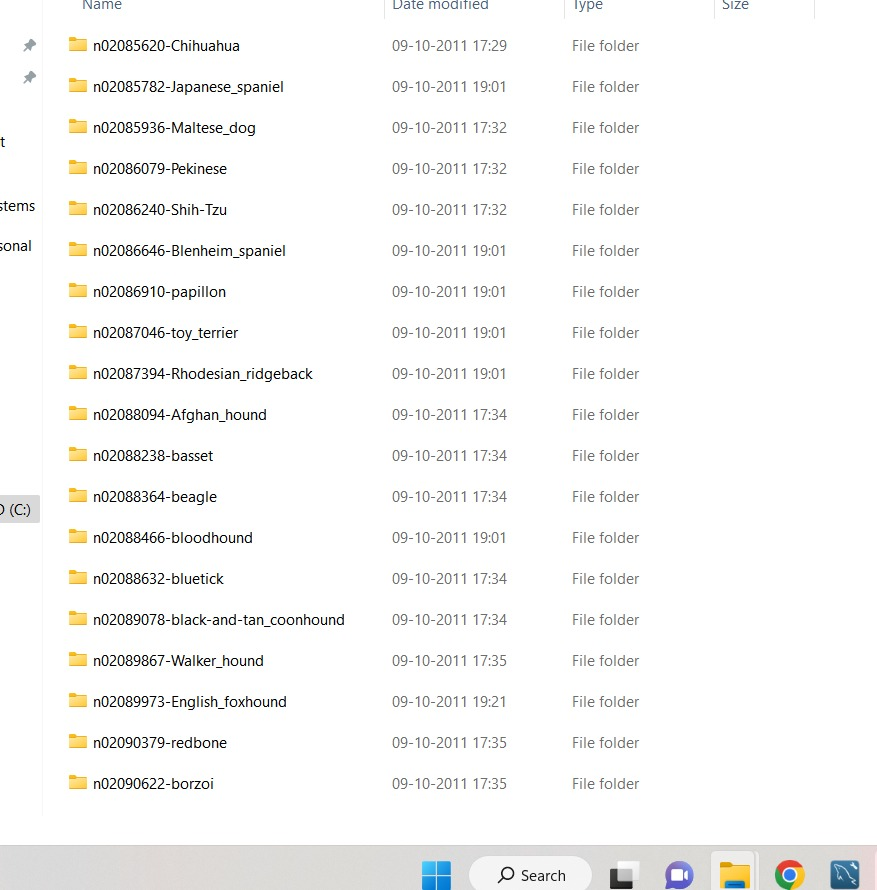 Name Date modified Type Size
n02085620-Chihuahua 09-10-2011 17:29 File folder
n02085782-Japanese_spaniel 09-10-2011 19:01 File folder
n02085936-Maltese_dog 09-10-2011 17:32 File folder
t
n02086079-Pekinese 09-10-2011 17:32 File folder
stems
n02086240-Shih-Tzu 09-10-2011 17:32 File folder
sonal
n02086646-Blenheim_spaniel 09-10-2011 19:01 File folder
n02086910-papillon 09-10-2011 19:01 File folder
n02087046-toy_terrier 09-10-2011 19:01 File folder
n02087394-Rhodesian_ridgeback 09-10-2011 19:01 File folder
n02088094-Afghan_hound 09-10-2011 17:34 File folder
n02088238-basset 09-10-2011 17:34 File folder
n02088364-beagle 09-10-2011 17:34 File folder
(C:)
n02088466-bloodhound 09-10-2011 19:01 File folder
n02088632-bluetick 09-10-2011 17:34 File folder
n02089078-black-and-tan_coonhound 09-10-2011 17:34 File folder
n02089867-Walker_hound 09-10-2011 17:35 File folder
n02089973-English_foxhound 09-10-2011 19:21 File folder
n02090379-redbone 09-10-2011 17:35 File folder
n02090622-borzoi 09-10-2011 17:35 File folder
Search